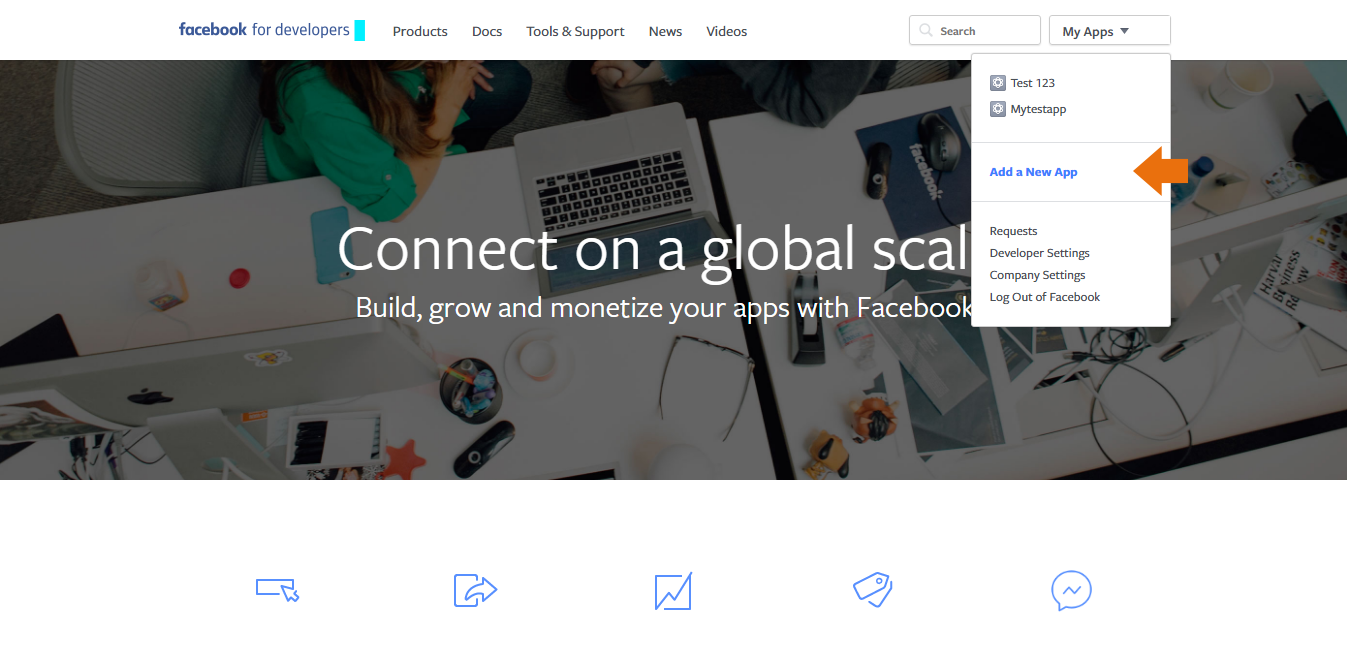 facebook for developers
Products
Docs
Tools & Support
News
Videos
Search
My Apps
Test 123
Mytestapp
Add a New App
Requests
Developer Settings
Company Settings
Log Out of Facebook
Connect on a global scal
Build, grow and monetize your apps with Facebook
facebook
Harvard
Business